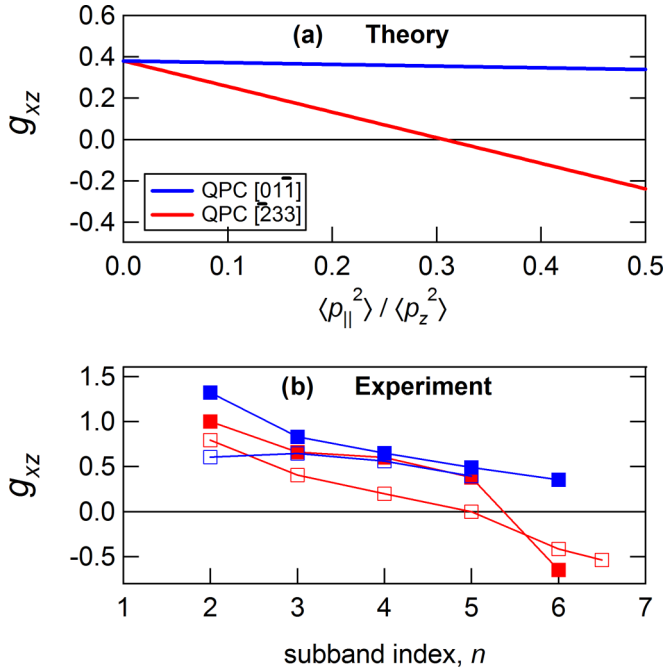 (a) Theory
0.6
0.4
0.2
0.0
-0.2
-0.4
g_xz
QPC [011̅]
QPC [2̅33]
0.0 0.1 0.2 0.3 0.4 0.5
⟨p_||²⟩ / ⟨p_z²⟩
(b) Experiment
1.5
1.0
0.5
0.0
-0.5
g_xz
1 2 3 4 5 6 7
subband index, n